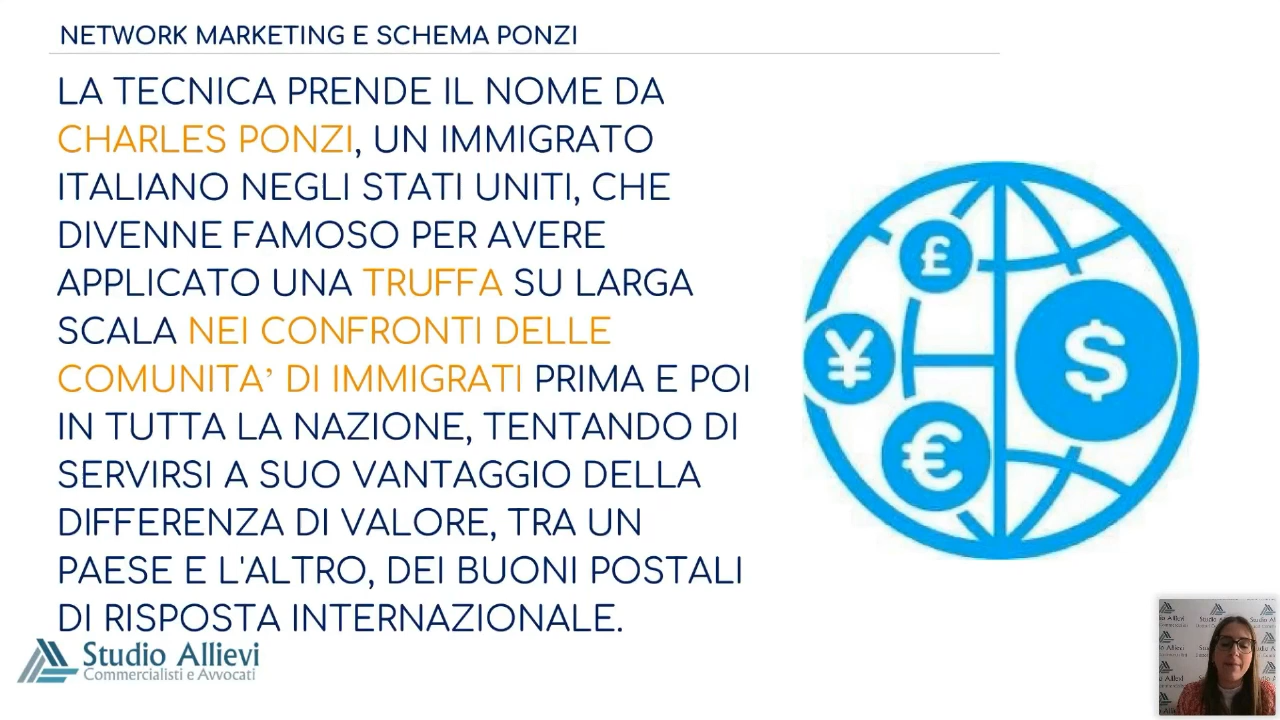 NETWORK MARKETING E SCHEMA PONZI
LA TECNICA PRENDE IL NOME DA
CHARLES PONZI, UN IMMIGRATO
ITALIANO NEGLI STATI UNITI, CHE
DIVENNE FAMOSO PER AVERE
APPLICATO UNA TRUFFA SU LARGA
SCALA NEI CONFRONTI DELLE
COMUNITA’ DI IMMIGRATI PRIMA E POI
IN TUTTA LA NAZIONE, TENTANDO DI
SERVIRSI A SUO VANTAGGIO DELLA
DIFFERENZA DI VALORE, TRA UN
PAESE E L'ALTRO, DEI BUONI POSTALI
DI RISPOSTA INTERNAZIONALE.
£
$
¥
€
Studio Allievi
Commercialisti e Avvocati
Studio Allievi